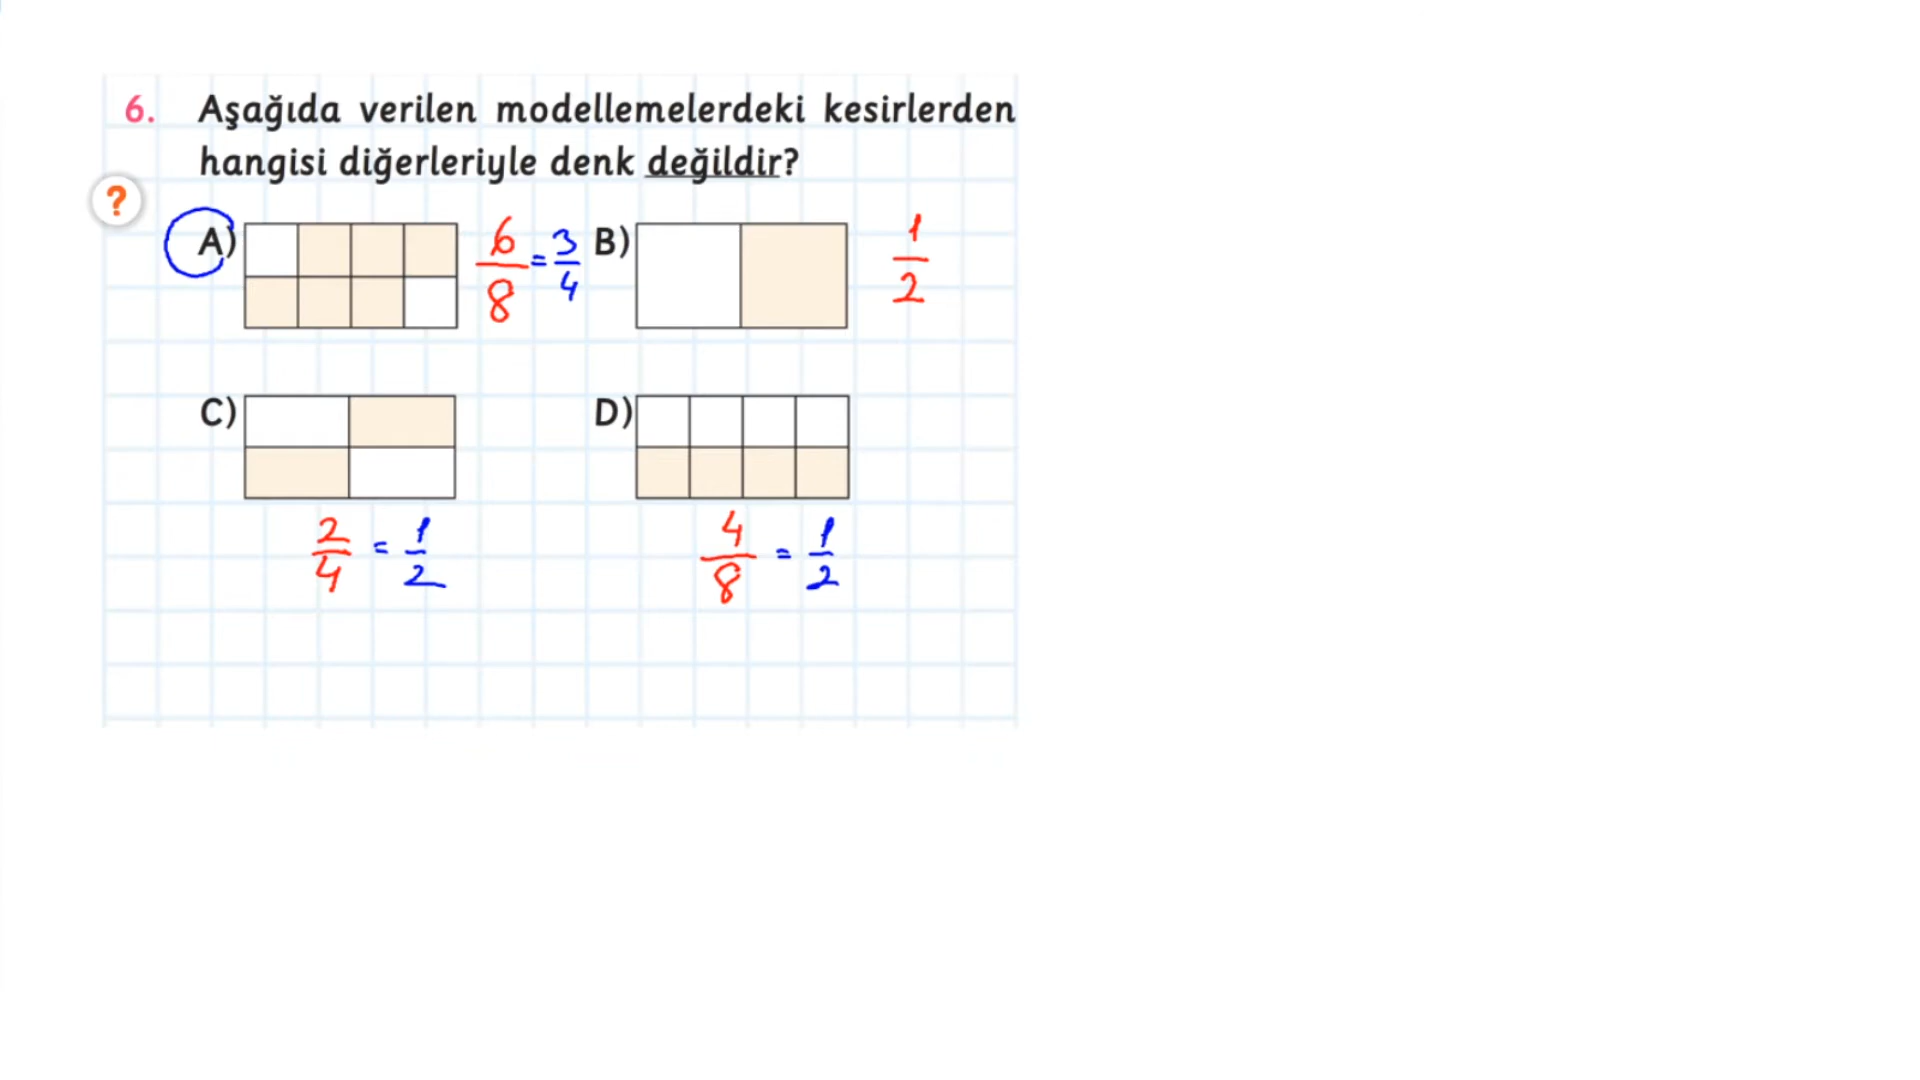 6. Aşağıda verilen modellemelerdeki kesirlerden
hangisi diğerleriyle denk değildir?
?
A) 6/8 = 3/4
B) 1/2
C)
D)
2/4 = 1/2
4/8 = 1/2